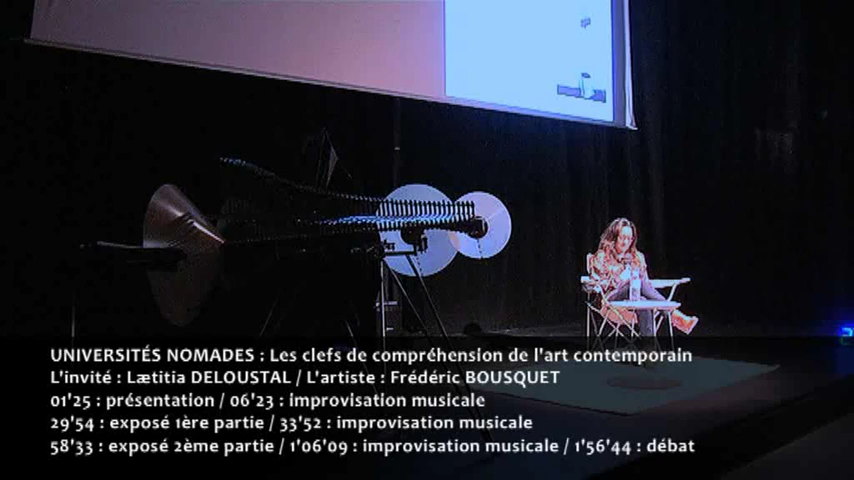 UNIVERSITÉS NOMADES : Les clefs de compréhension de l'art contemporain
L'invité : Lætitia DELOUSTAL / L'artiste : Frédéric BOUSQUET
01'25 : présentation / 06'23 : improvisation musicale
29'54 : exposé 1ère partie / 33'52 : improvisation musicale
58'33 : exposé 2ème partie / 1'06'09 : improvisation musicale / 1'56'44 : débat